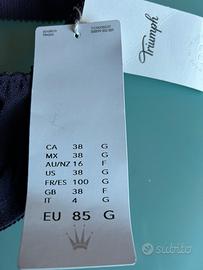 Triumph
CA 38 G
MX 38 G
AU/NZ 16 F
US 38 G
FR/ES 100 G
GB 38 F
IT 4 G
EU 85 G
subito